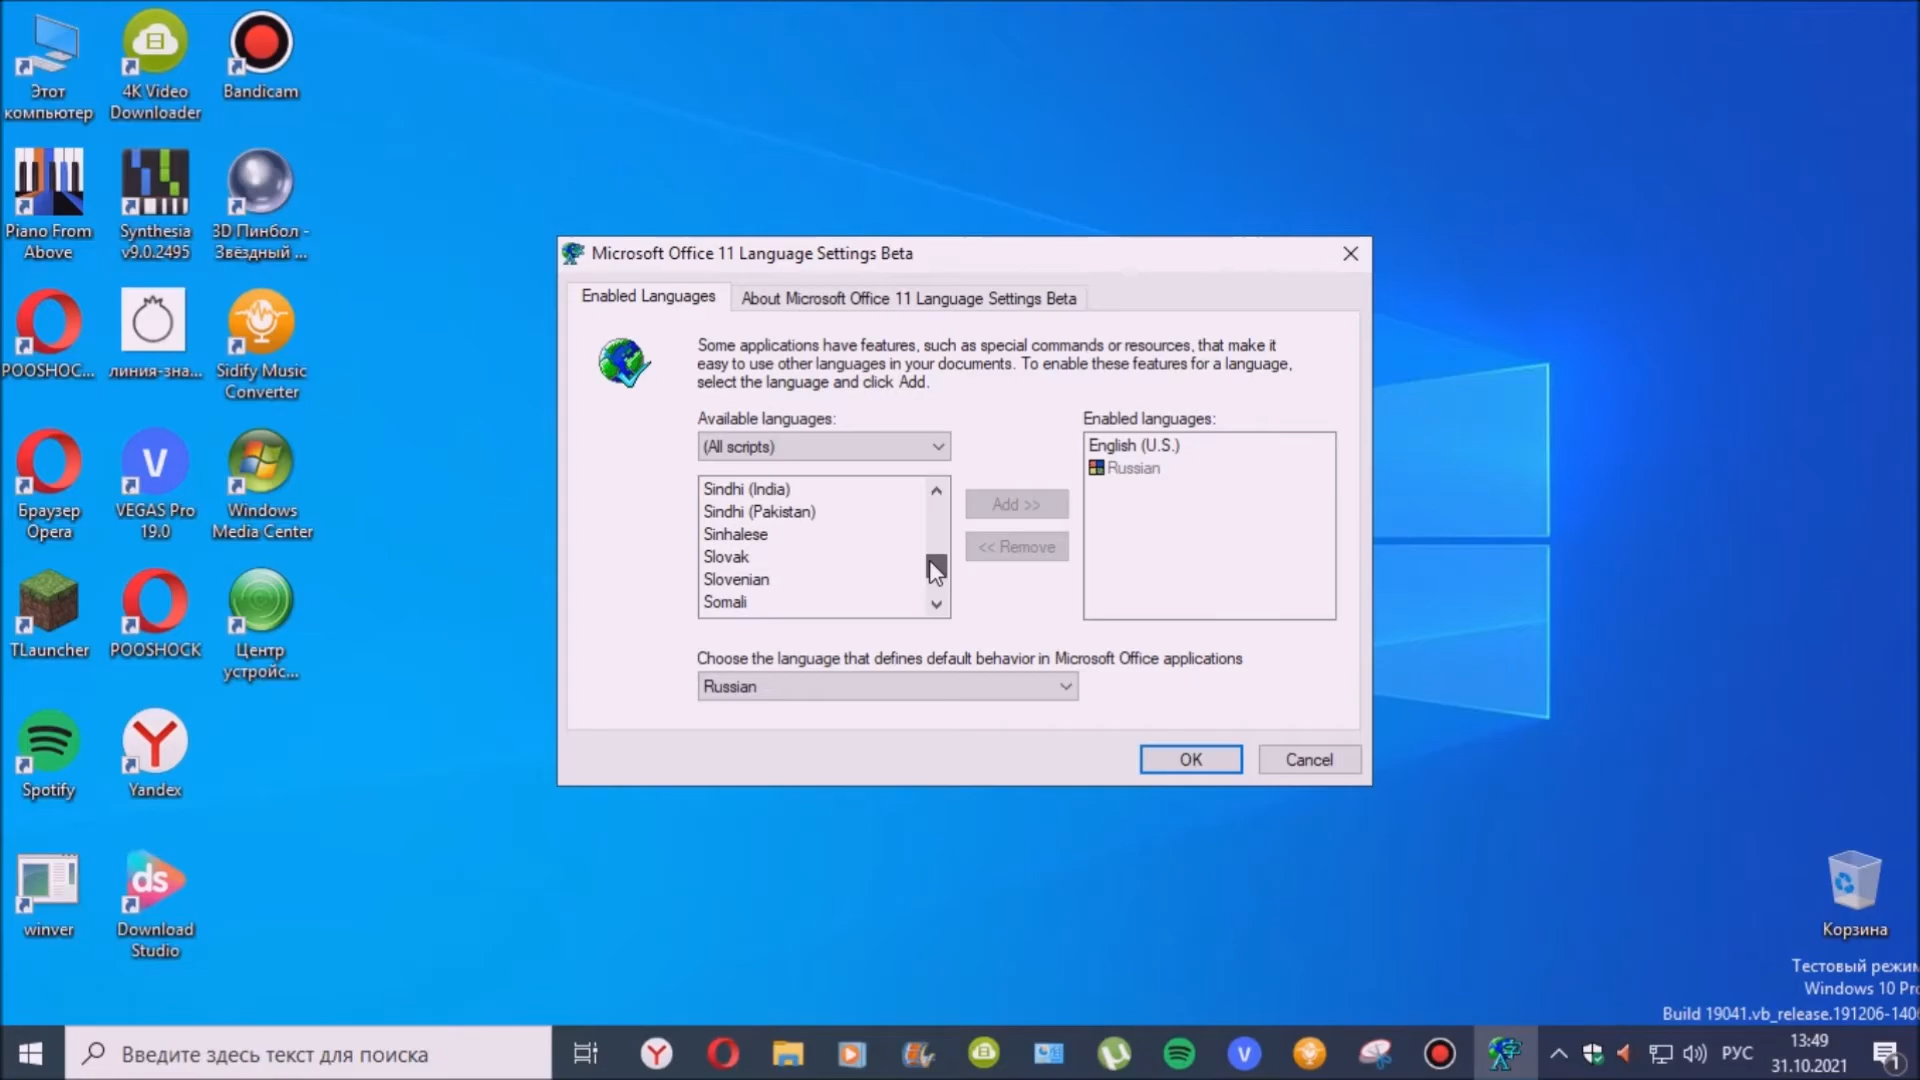 Этот
компьютер
4K Video
Downloader
Bandicam
Piano From
Above
Synthesia
v9.0.2495
3D Пинбол -
Звёздный ...
POOSHOC...
линия-зна...
Sidify Music
Converter
Браузер
Opera
VEGAS Pro
19.0
Windows
Media Center
TLauncher
POOSHOCK
Центр
устройс...
Spotify
Yandex
winver
ds
Download
Studio
Microsoft Office 11 Language Settings Beta
Enabled Languages
About Microsoft Office 11 Language Settings Beta
Some applications have features, such as special commands or resources, that make it
easy to use other languages in your documents. To enable these features for a language,
select the language and click Add.
Available languages:
(All scripts)
Sindhi (India)
Sindhi (Pakistan)
Sinhalese
Slovak
Slovenian
Somali
Add >>
<< Remove
Enabled languages:
English (U.S.)
Russian
Choose the language that defines default behavior in Microsoft Office applications
Russian
OK
Cancel
Корзина
Тестовый режим
Windows 10 Pro
Build 19041.vb_release.191206-140
Введите здесь текст для поиска
РУС
13:49
31.10.2021
1